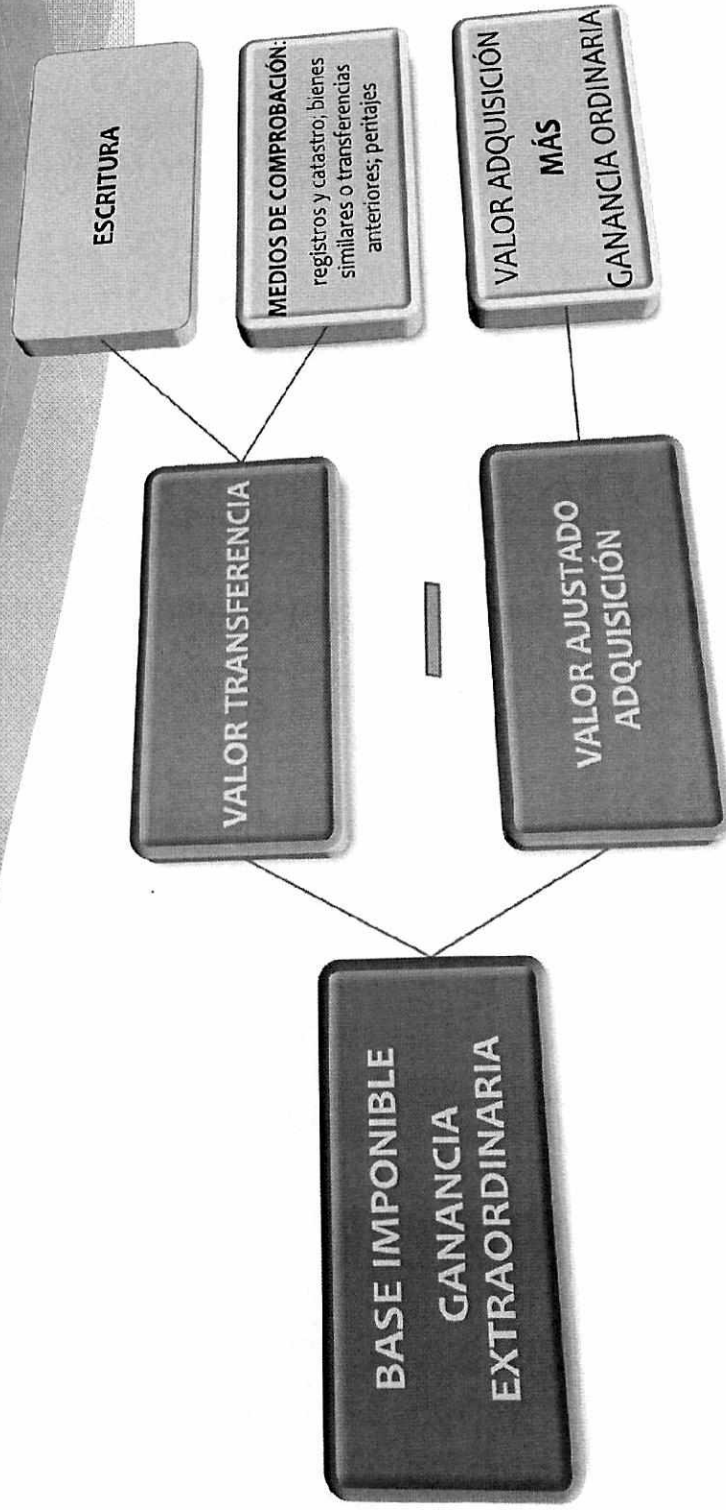 BASE IMPONIBLE
GANANCIA
EXTRAORDINARIA
VALOR TRANSFERENCIA
VALOR AJUSTADO
ADQUISICIÓN
ESCRITURA
MEDIOS DE COMPROBACIÓN:
registros y catastro; bienes
similares o transferencias
anteriores; peritajes
VALOR ADQUISICIÓN
MÁS
GANANCIA ORDINARIA